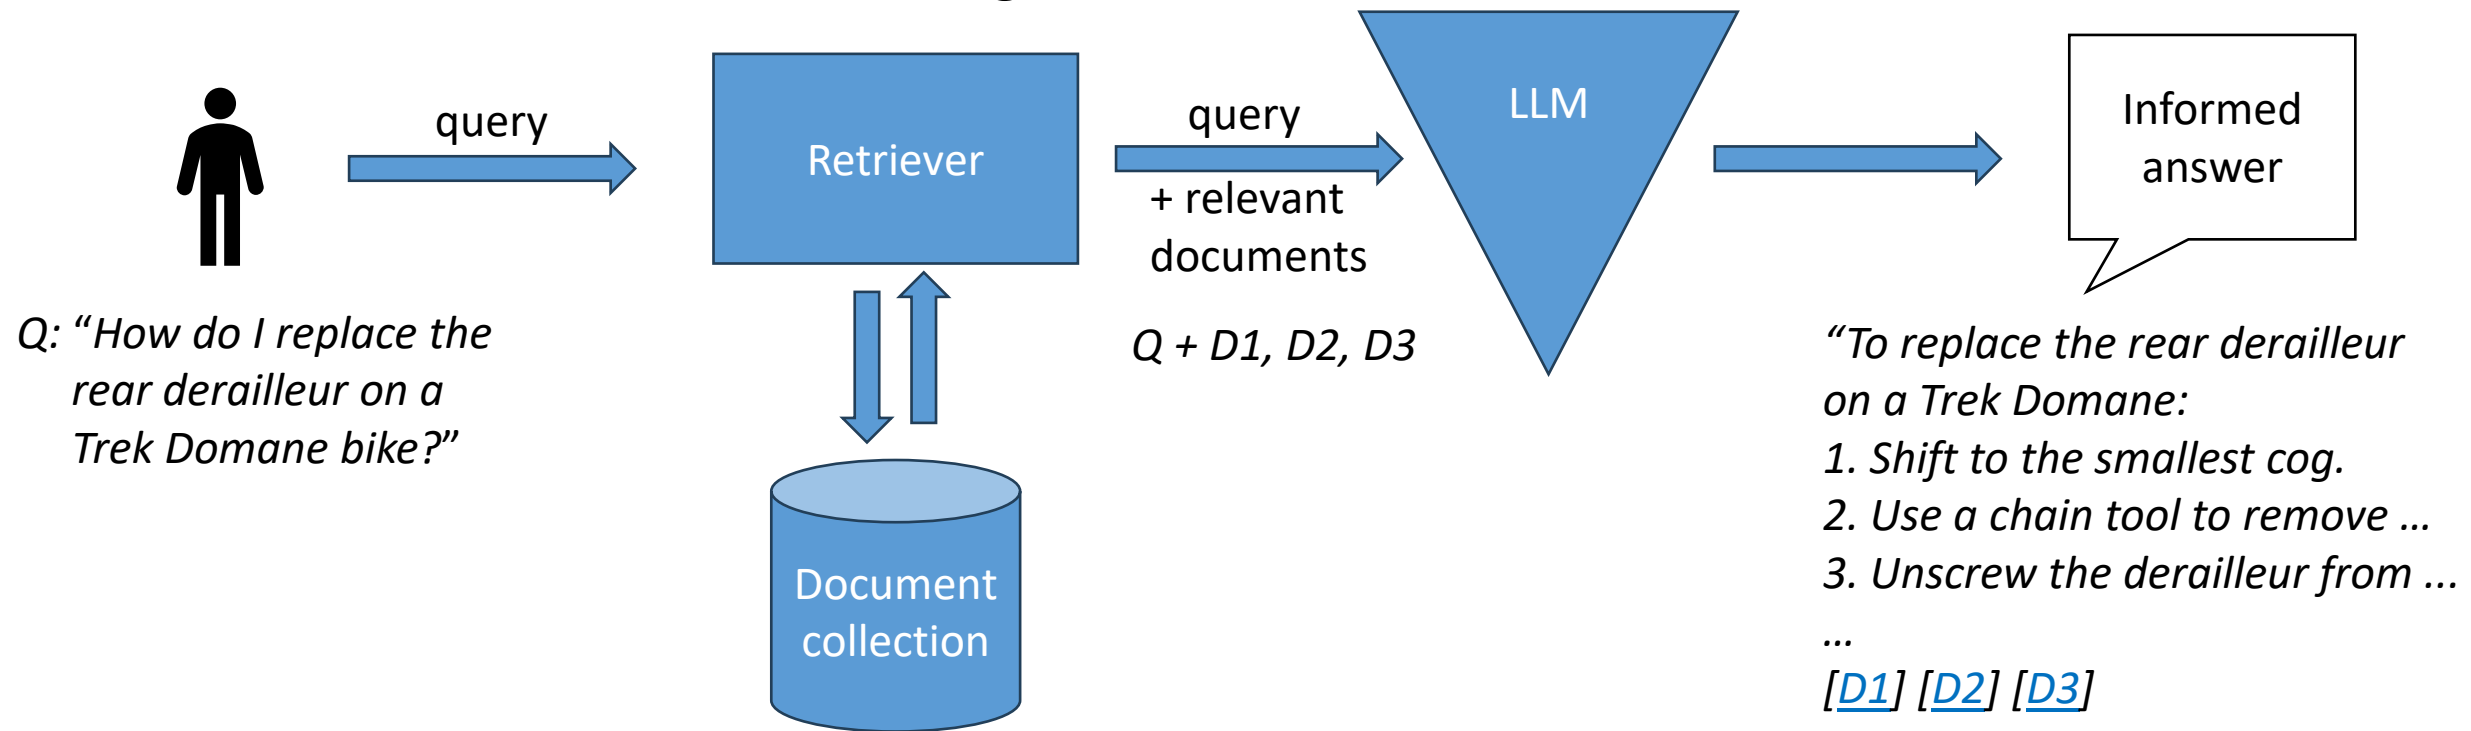 query
Retriever
query
+ relevant
documents
LLM
Informed
answer
Q: “How do I replace the
rear derailleur on a
Trek Domane bike?”
Q + D1, D2, D3
Document
collection
“To replace the rear derailleur
on a Trek Domane:
1. Shift to the smallest cog.
2. Use a chain tool to remove …
3. Unscrew the derailleur from ...
…
[D1] [D2] [D3]